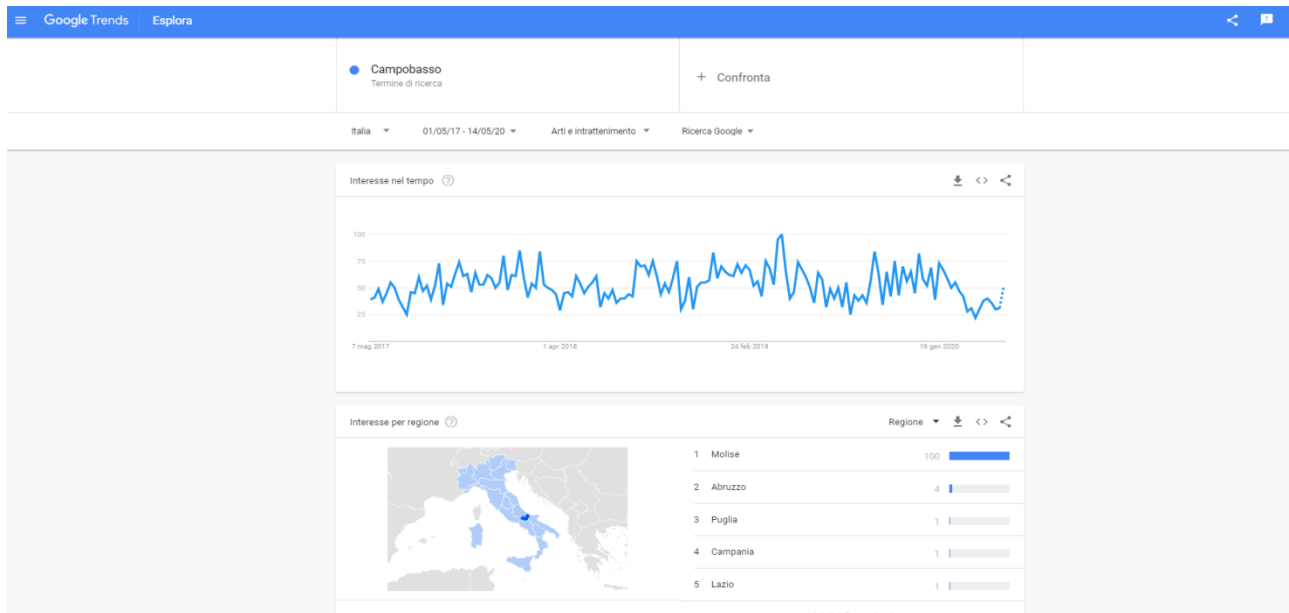 Google Trends Esplora
Campobasso
Termine di ricerca
+ Confronta
Italia 01/05/17 - 14/05/20 Arti e intrattenimento Ricerca Google
Interesse nel tempo
100
75
50
25
7 mag 2017 1 apr 2018 24 feb 2019 19 gen 2020
Interesse per regione Regione
1 Molise 100
2 Abruzzo 4
3 Puglia 1
4 Campania 1
5 Lazio 1